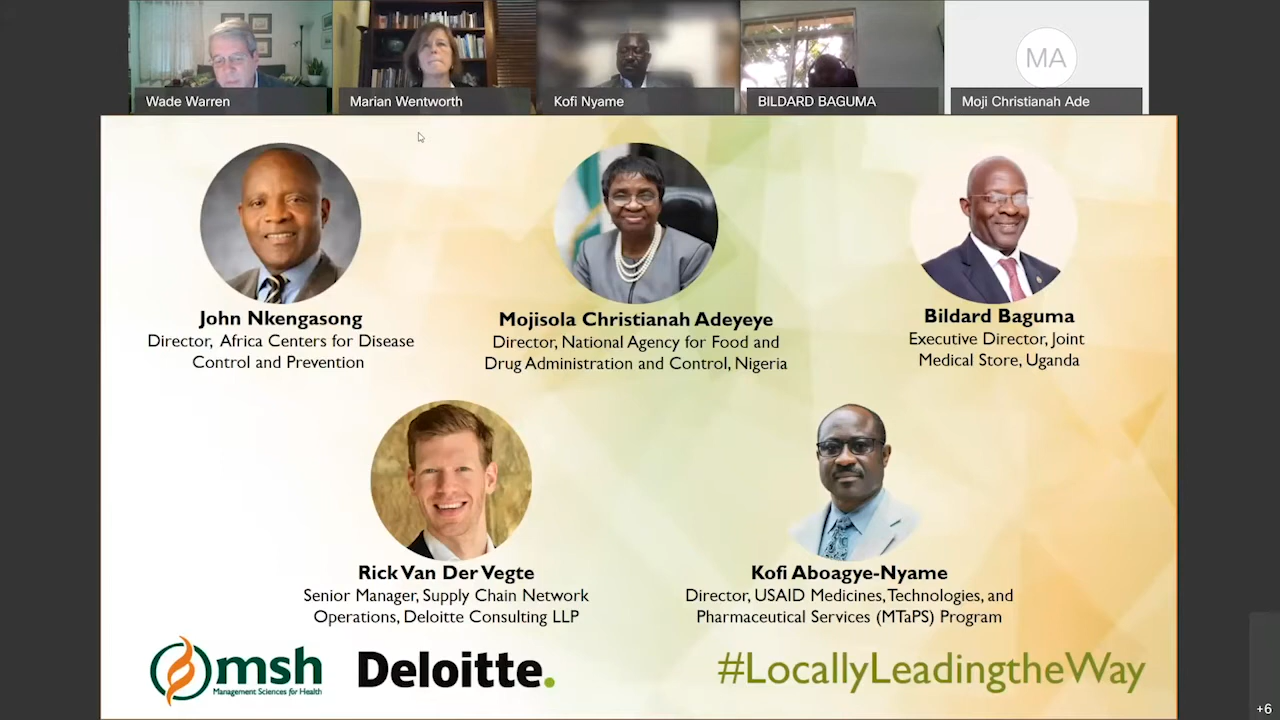 Wade Warren
Marian Wentworth
Kofi Nyame
BILDARD BAGUMA
MA
Moji Christianah Ade
John Nkengasong
Director, Africa Centers for Disease
Control and Prevention
Mojisola Christianah Adeyeye
Director, National Agency for Food and
Drug Administration and Control, Nigeria
Bildard Baguma
Executive Director, Joint
Medical Store, Uganda
Rick Van Der Vegte
Senior Manager, Supply Chain Network
Operations, Deloitte Consulting LLP
Kofi Aboagye-Nyame
Director, USAID Medicines, Technologies, and
Pharmaceutical Services (MTaPS) Program
msh
Management Sciences for Health
Deloitte.
#LocallyLeadingtheWay
+6